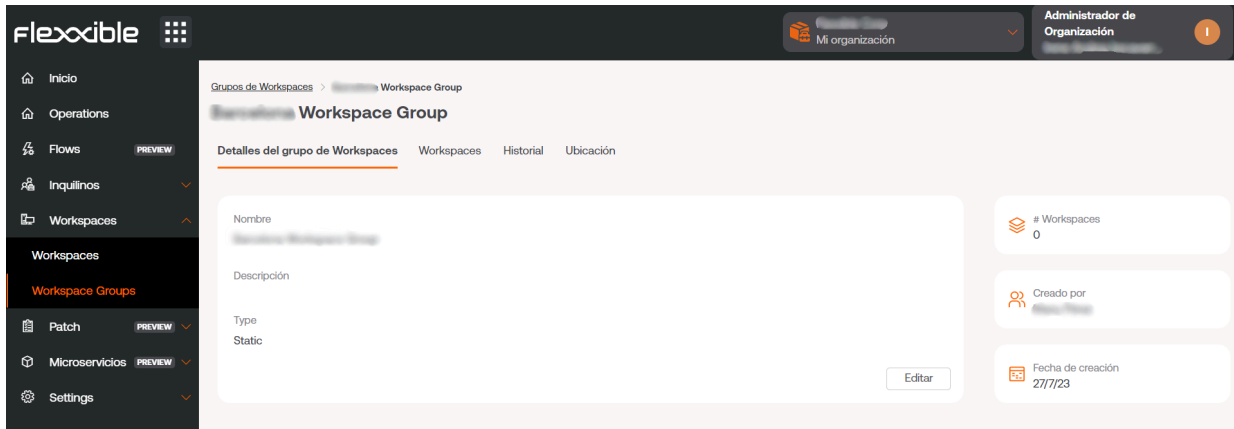 Flexxible
Mi organización
Administrador de
Organización
I
Inicio
Operations
Flows PREVIEW
Inquilinos
Workspaces
Workspaces
Workspace Groups
Patch PREVIEW
Microservicios PREVIEW
Settings
Grupos de Workspaces > Workspace Group
Workspace Group
Detalles del grupo de Workspaces Workspaces Historial Ubicación
Nombre
Descripción
Type
Static
Editar
# Workspaces
0
Creado por
Fecha de creación
27/7/23